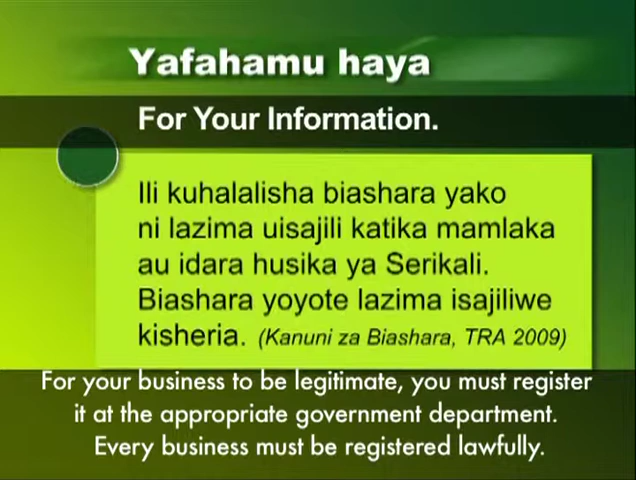 Yafahamu haya
For Your Information.
Ili kuhalalisha biashara yako
ni lazima uisajili katika mamlaka
au idara husika ya Serikali.
Biashara yoyote lazima isajiliwe
kisheria. (Kanuni za Biashara, TRA 2009)
For your business to be legitimate, you must register
it at the appropriate government department.
Every business must be registered lawfully.